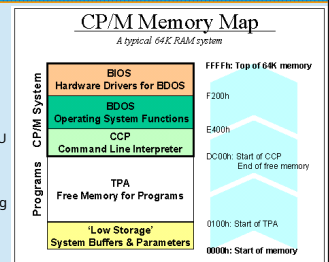 CP/M Memory Map
A typical 64K RAM system
CP/M System
BIOS
Hardware Drivers for BDOS
BDOS
Operating System Functions
CCP
Command Line Interpreter
Programs
TPA
Free Memory for Programs
'Low Storage'
System Buffers & Parameters
FFFFh: Top of 64K memory
F200h
E400h
DC00h: Start of CCP
End of free memory
0100h: Start of TPA
0000h: Start of memory